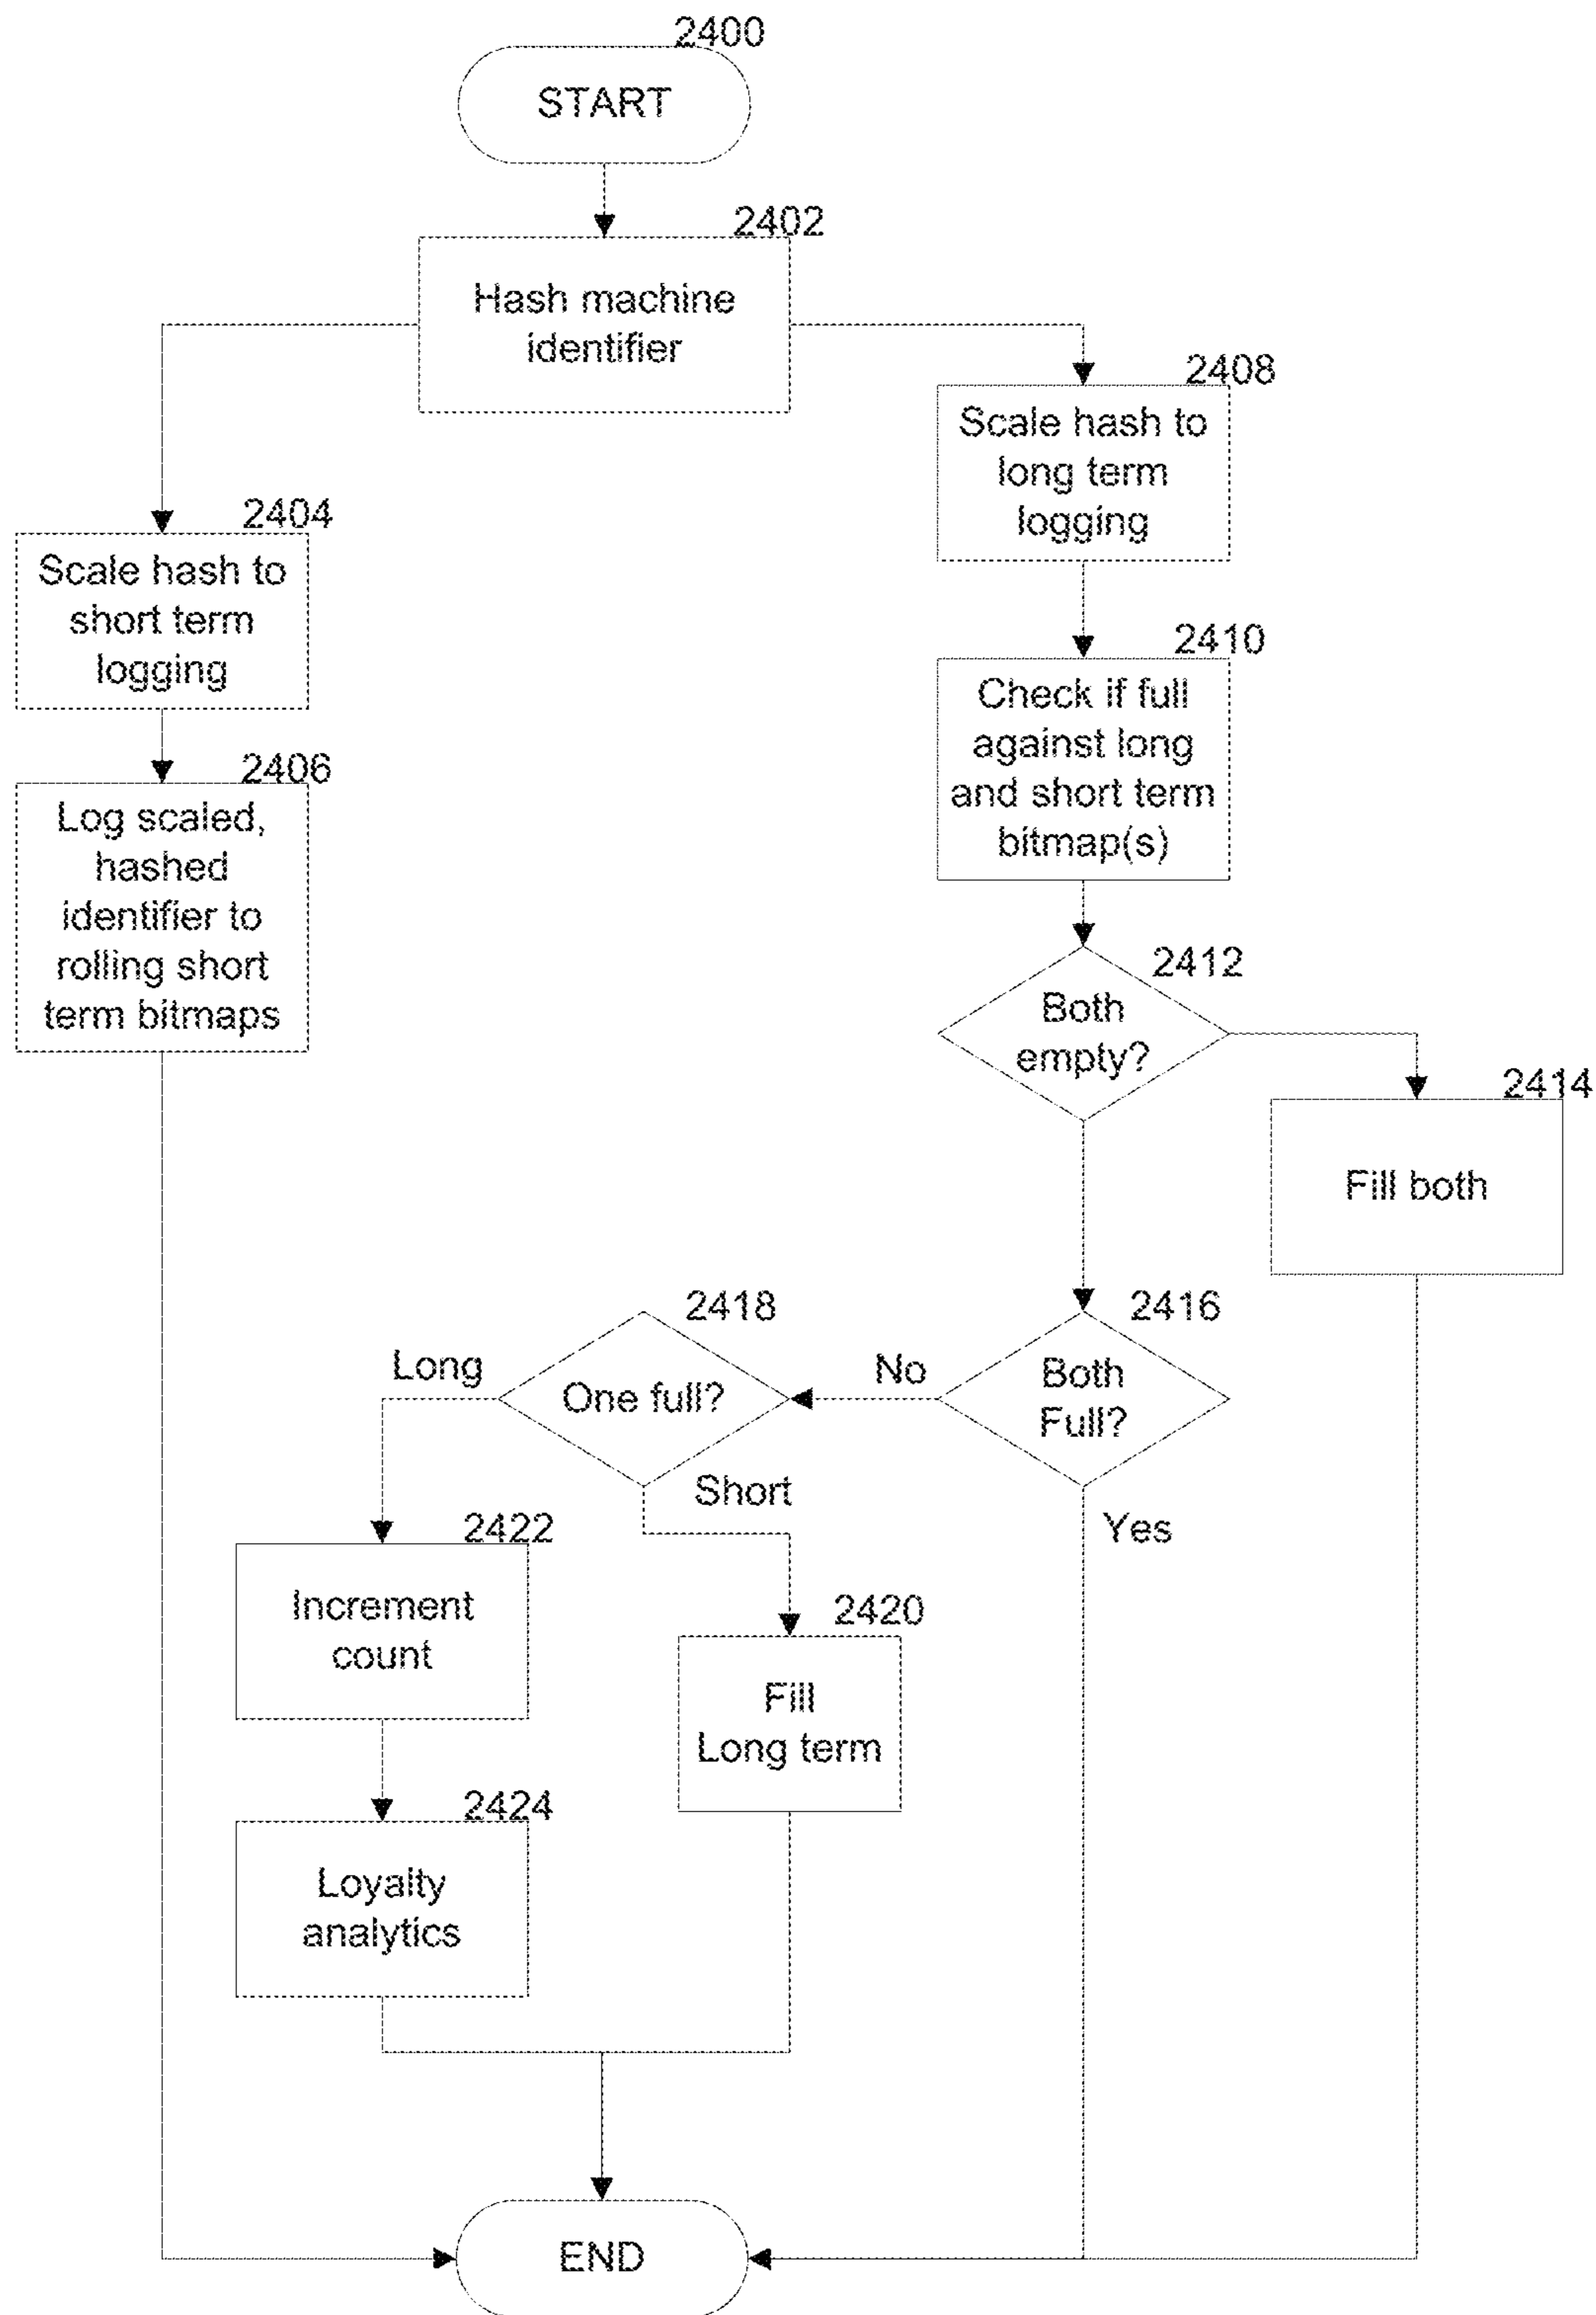 2400
START
2402
Hash machine
identifier
2408
Scale hash to
long term
logging
2404
Scale hash to
short term
logging
2410
Check if full
against long
and short term
bitmap(s)
2406
Log scaled,
hashed
identifier to
rolling short
term bitmaps
2412
Both
empty?
2414
Fill both
2416
Both
Full?
No
2418
One full?
Long
Short
Yes
2422
Increment
count
2420
Fill
Long term
2424
Loyalty
analytics
END